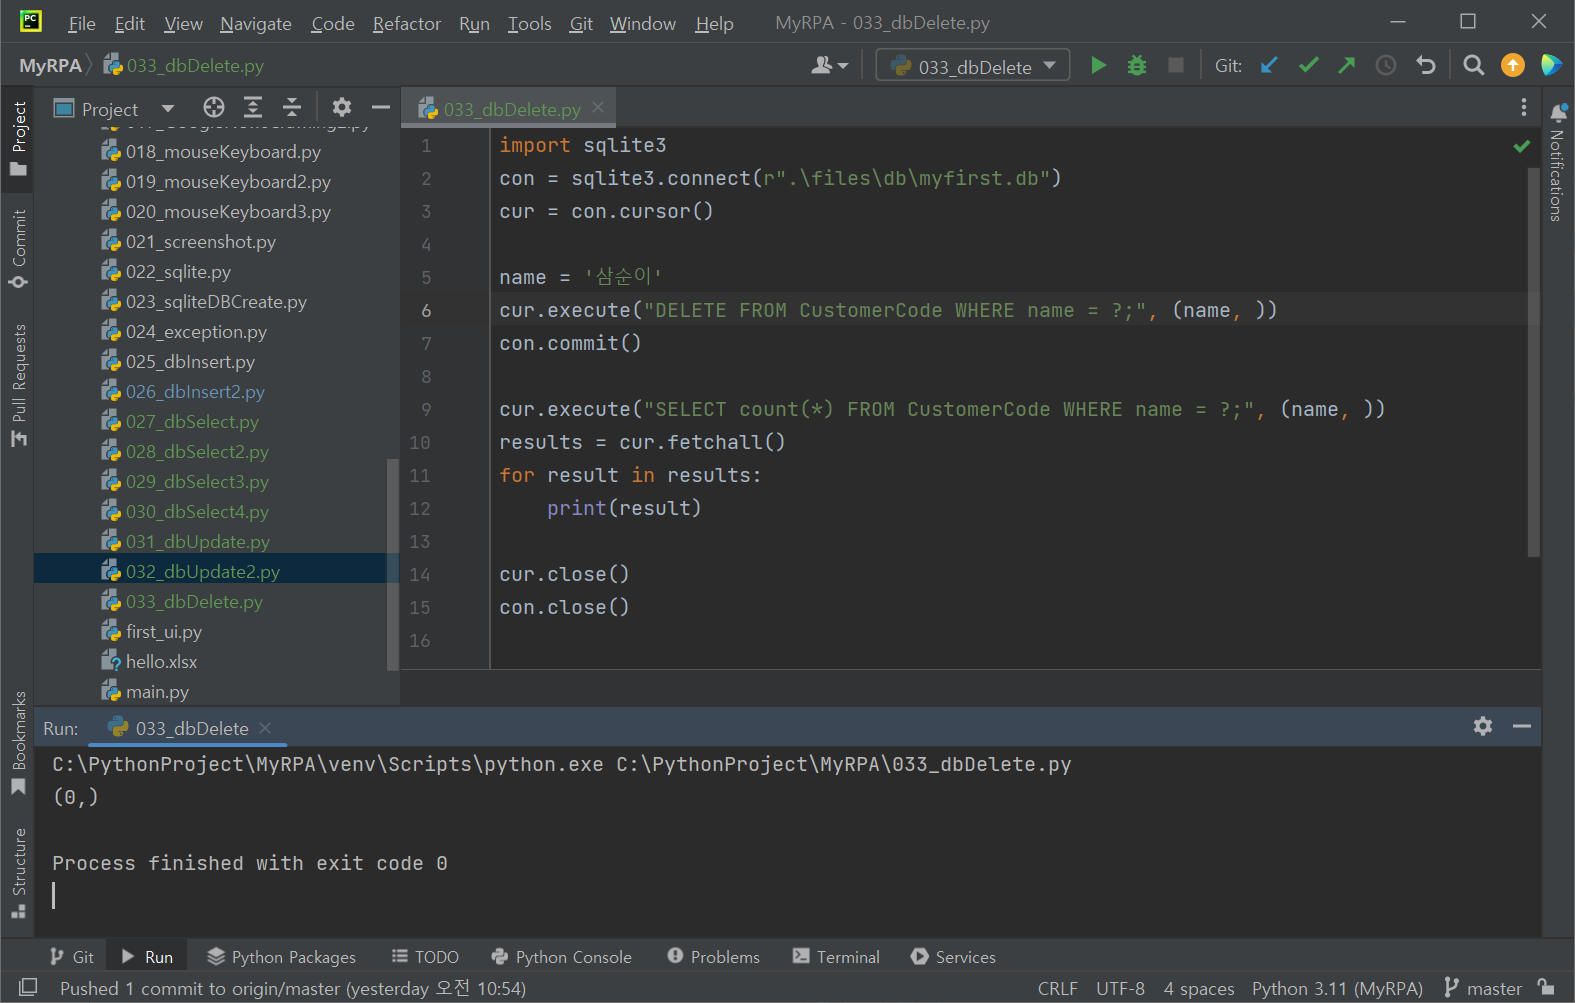 PC
File Edit View Navigate Code Refactor Run Tools Git Window Help MyRPA - 033_dbDelete.py
MyRPA 033_dbDelete.py 033_dbDelete Git:
Project
033_dbDelete.py
018_mouseKeyboard.py
019_mouseKeyboard2.py
020_mouseKeyboard3.py
021_screenshot.py
022_sqlite.py
023_sqliteDBCreate.py
024_exception.py
025_dbInsert.py
026_dbInsert2.py
027_dbSelect.py
028_dbSelect2.py
029_dbSelect3.py
030_dbSelect4.py
031_dbUpdate.py
032_dbUpdate2.py
033_dbDelete.py
first_ui.py
hello.xlsx
main.py
1 import sqlite3
2 con = sqlite3.connect(r".\files\db\myfirst.db")
3 cur = con.cursor()
4
5 name = '삼순이'
6 cur.execute("DELETE FROM CustomerCode WHERE name = ?;", (name, ))
7 con.commit()
8
9 cur.execute("SELECT count(*) FROM CustomerCode WHERE name = ?;", (name, ))
10 results = cur.fetchall()
11 for result in results:
12     print(result)
13
14 cur.close()
15 con.close()
16
Project
Commit
Pull Requests
Bookmarks
Structure
Notifications
Run: 033_dbDelete
C:\PythonProject\MyRPA\venv\Scripts\python.exe C:\PythonProject\MyRPA\033_dbDelete.py
(0,)
Process finished with exit code 0
Git Run Python Packages TODO Python Console Problems Terminal Services
Pushed 1 commit to origin/master (yesterday 오전 10:54) CRLF UTF-8 4 spaces Python 3.11 (MyRPA) master